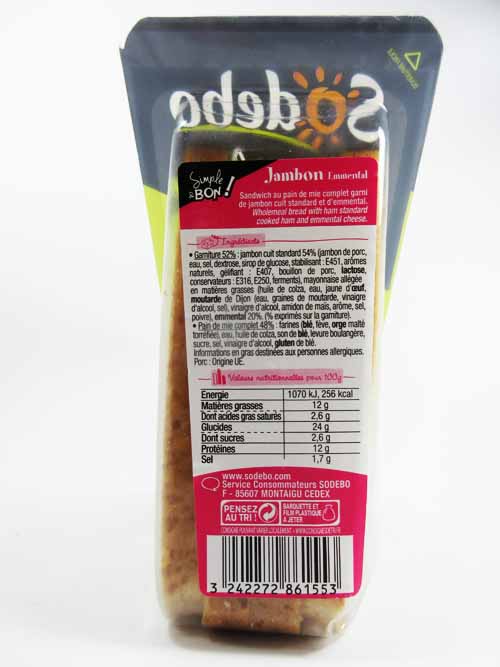 Sodebo
Simple
& BON !
Jambon Emmental
Sandwich au pain de mie complet garni
de jambon cuit standard et d'emmental.
Wholemeal bread with ham standard
cooked ham and emmental cheese.
Ingrédients
• Garniture 52% : jambon cuit standard 54% (jambon de porc,
eau, sel, dextrose, sirop de glucose, stabilisant : E451, arômes
naturels, gélifiant : E407, bouillon de porc, lactose,
conservateurs : E316, E250, ferments), mayonnaise allégée
en matières grasses (huile de colza, eau, jaune d'œuf,
moutarde de Dijon (eau, graines de moutarde, vinaigre
d'alcool, sel), vinaigre d'alcool, amidon de maïs, arôme, sel,
poivre), emmental 20%. (% exprimés sur la garniture).
• Pain de mie complet 48% : farines (blé, fève, orge malté
torréfiée), eau, huile de colza, son de blé, levure boulangère,
sucre, sel, vinaigre d'alcool, gluten de blé.
Informations en gras destinées aux personnes allergiques.
Porc : Origine UE.
Valeurs nutritionnelles pour 100g
Energie 1070 kJ, 256 kcal
Matières grasses 12 g
Dont acides gras saturés 2,6 g
Glucides 24 g
Dont sucres 2,6 g
Protéines 12 g
Sel 1,7 g
www.sodebo.com
Service Consommateurs SODEBO
F - 85607 MONTAIGU CEDEX
PENSEZ
AU TRI !
BARQUETTE ET
FILM PLASTIQUE
À JETER
CONSIGNE POUVANT VARIER LOCALEMENT - WWW.CONSIGNESDETRI.FR
3 242272 861553